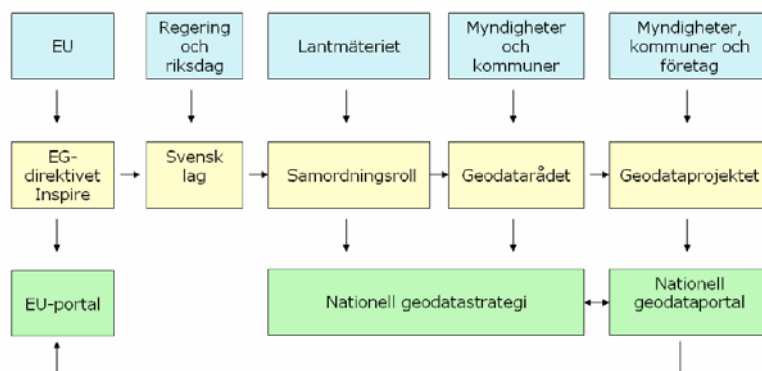 EU
Regering
och
riksdag
Lantmäteriet
Myndigheter
och
kommuner
Myndigheter,
kommuner och
företag
EG-
direktivet
Inspire
Svensk
lag
Samordningsroll
Geodatarådet
Geodataprojektet
EU-portal
Nationell geodatastrategi
Nationell
geodataportal